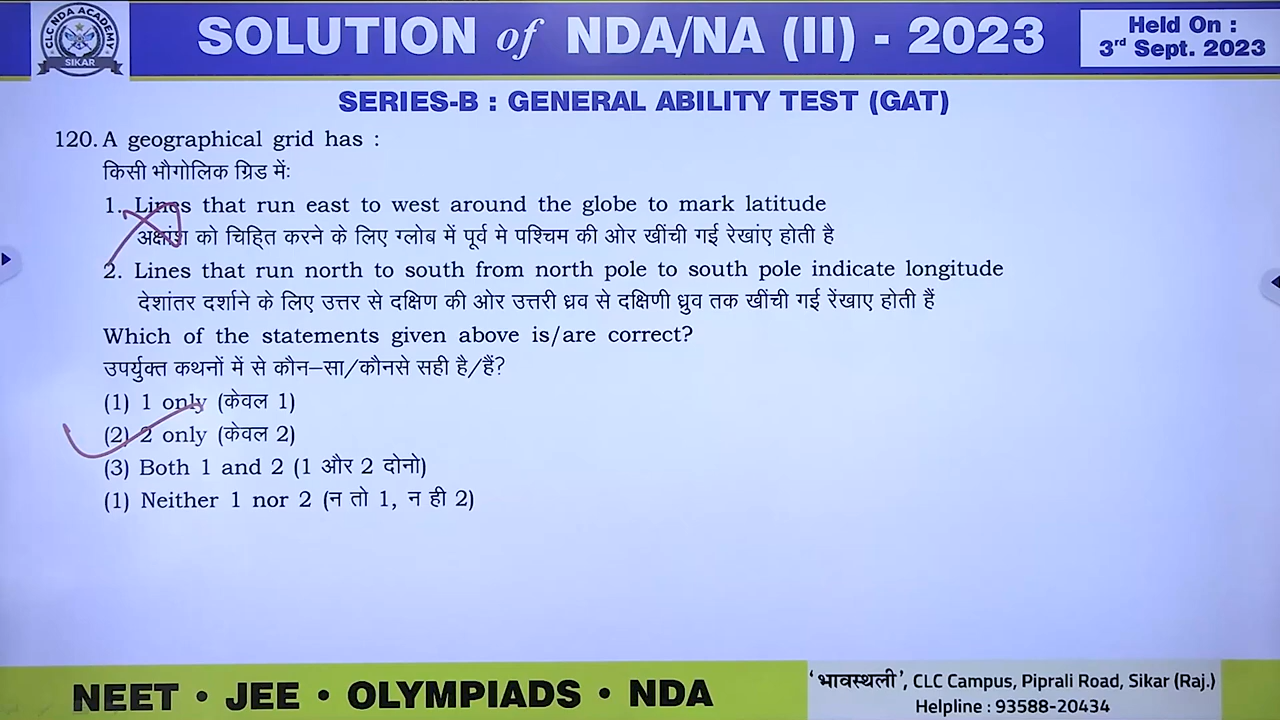 CLC NDA ACADEMY
SIKAR
SOLUTION of NDA/NA (II) - 2023
Held On :
3rd Sept. 2023
SERIES-B : GENERAL ABILITY TEST (GAT)
120. A geographical grid has :
किसी भौगोलिक ग्रिड में:
1. Lines that run east to west around the globe to mark latitude
अक्षांश को चिह्ति करने के लिए ग्लोब में पूर्व मे पश्चिम की ओर खींची गई रेखांए होती है
2. Lines that run north to south from north pole to south pole indicate longitude
देशांतर दर्शाने के लिए उत्तर से दक्षिण की ओर उत्तरी ध्रव से दक्षिणी ध्रुव तक खींची गई रेंखाए होती हैं
Which of the statements given above is/are correct?
उपर्युक्त कथनों में से कौन–सा/कौनसे सही है/हैं?
(1) 1 only (केवल 1)
(2) 2 only (केवल 2)
(3) Both 1 and 2 (1 और 2 दोनो)
(1) Neither 1 nor 2 (न तो 1, न ही 2)
NEET • JEE • OLYMPIADS • NDA
‘भावस्थली’, CLC Campus, Piprali Road, Sikar (Raj.)
Helpline : 93588-20434